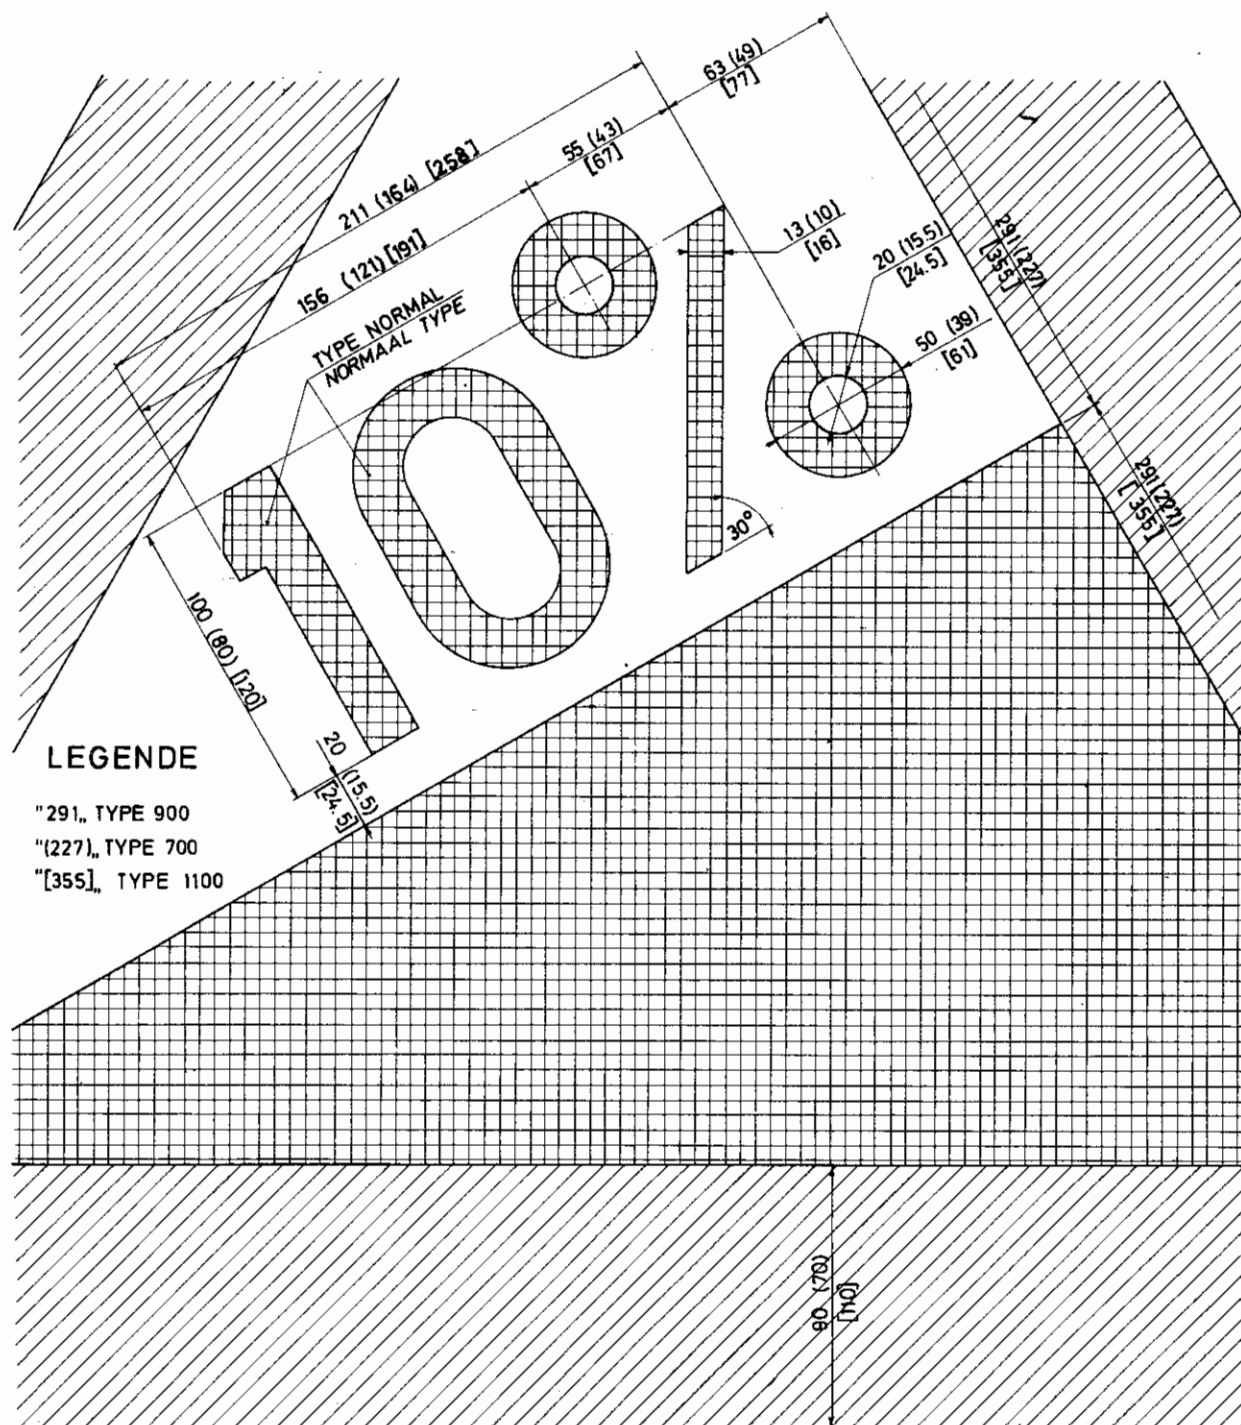 63 (49)
[77]
55 (43)
[67]
211 (164) [258]
156 (121) [191]
TYPE NORMAL
NORMAAL TYPE
13 (10)
[16]
20 (15.5)
[24.5]
50 (39)
[61]
291 (227)
[355]
291 (227)
[355]
10%
30°
100 (80) [120]
20 (15.5)
[24.5]
LEGENDE
"291„ TYPE 900
"(227)„ TYPE 700
"[355]„ TYPE 1100
(70)
[110]